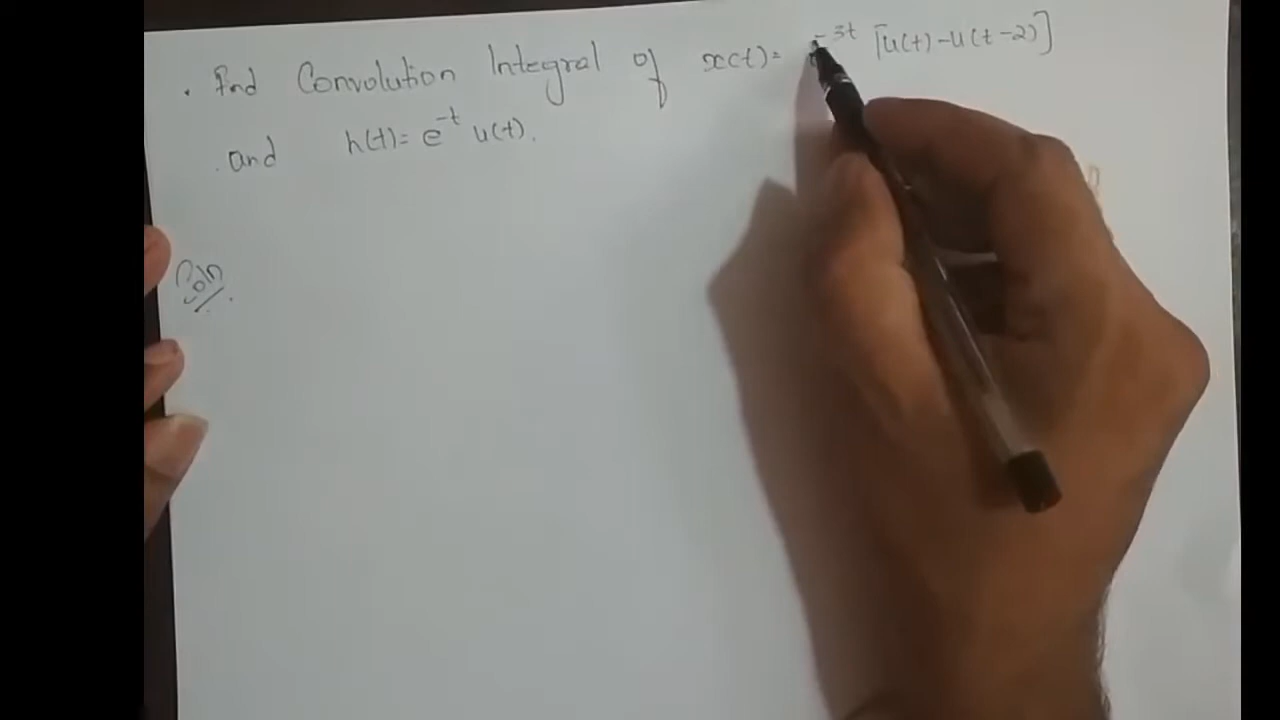 . Find Convolution Integral of x(t)= e^-3t [u(t)-u(t-2)]
. and h(t)= e^-t u(t).
Soln.